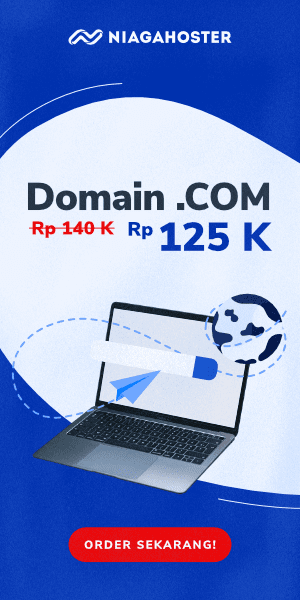 NIAGAHOSTER
Domain .COM
Rp 140 K Rp 125 K
ORDER SEKARANG!